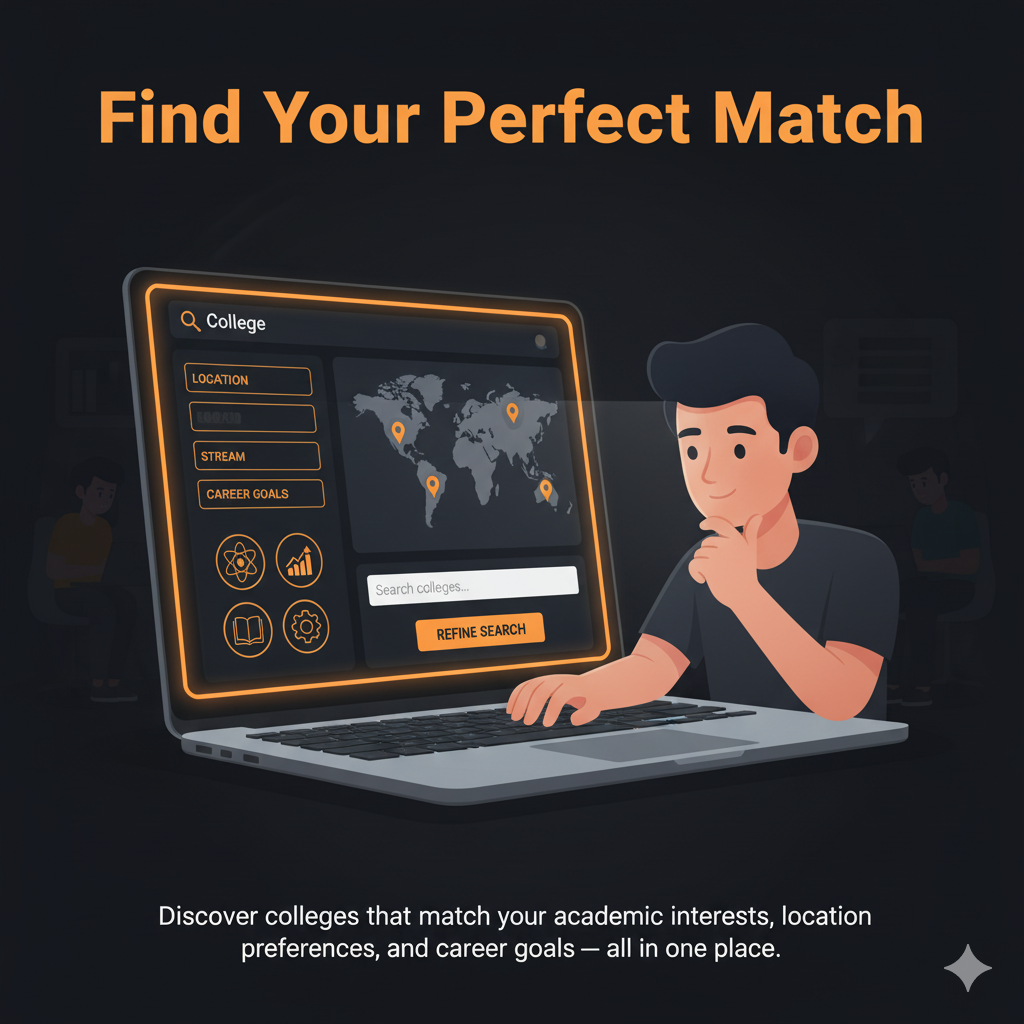 Find Your Perfect Match
College
LOCATION
STREAM
CAREER GOALS
Search colleges...
REFINE SEARCH
Discover colleges that match your academic interests, location
preferences, and career goals — all in one place.